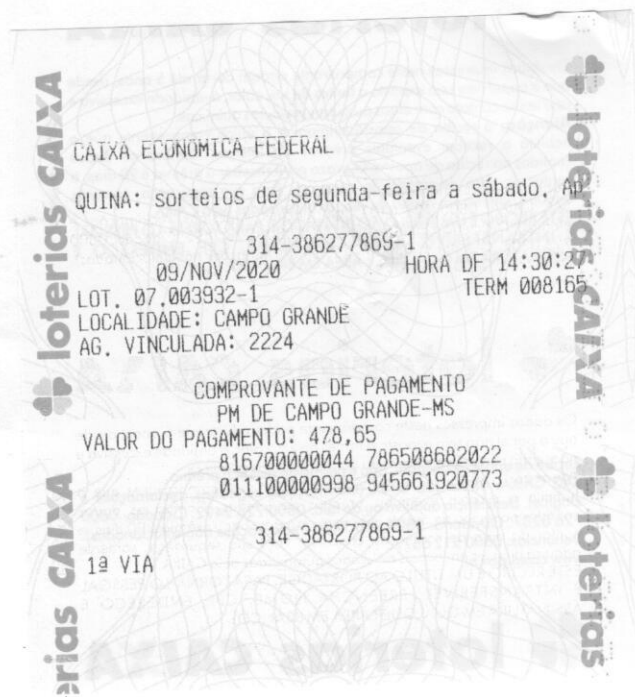 CAIXA ECONOMICA FEDERAL
QUINA: sorteios de segunda-feira a sábado. Ap
314-386277869-1
09/NOV/2020 HORA DF 14:30:27
LOT. 07.003932-1 TERM 008165
LOCALIDADE: CAMPO GRANDE
AG. VINCULADA: 2224
COMPROVANTE DE PAGAMENTO
PM DE CAMPO GRANDE-MS
VALOR DO PAGAMENTO: 478,65
816700000044 786508682022
011100000998 945661920773
314-386277869-1
1ª VIA
loterias CAIXA
erias CAIXA
loterias CAIXA
loterias